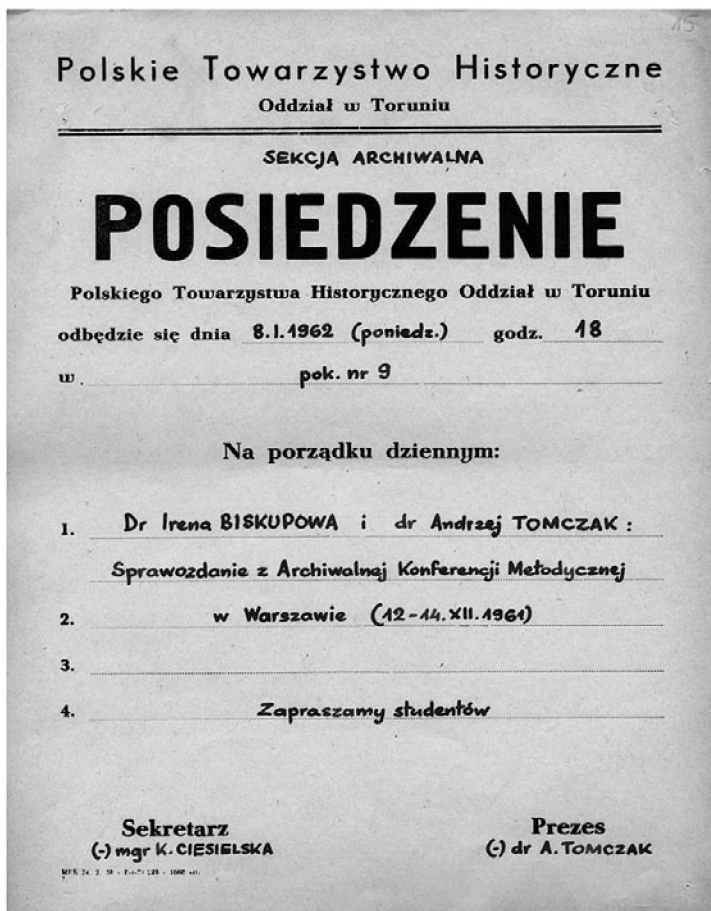 15
Polskie Towarzystwo Historyczne
Oddział w Toruniu
SEKCJA ARCHIWALNA
POSIEDZENIE
Polskiego Towarzystwa Historycznego Oddział w Toruniu
odbędzie się dnia 8.I.1962 (poniedz.) godz. 18
w pok. nr 9
Na porządku dziennym:
1. Dr Irena BISKUPOWA i dr Andrzej TOMCZAK:
Sprawozdanie z Archiwalnej Konferencji Metodycznej
2. w Warszawie (12-14.XII.1961)
3.
4. Zapraszamy studentów
Sekretarz Prezes
(-) mgr K. CIESIELSKA (-) dr A. TOMCZAK